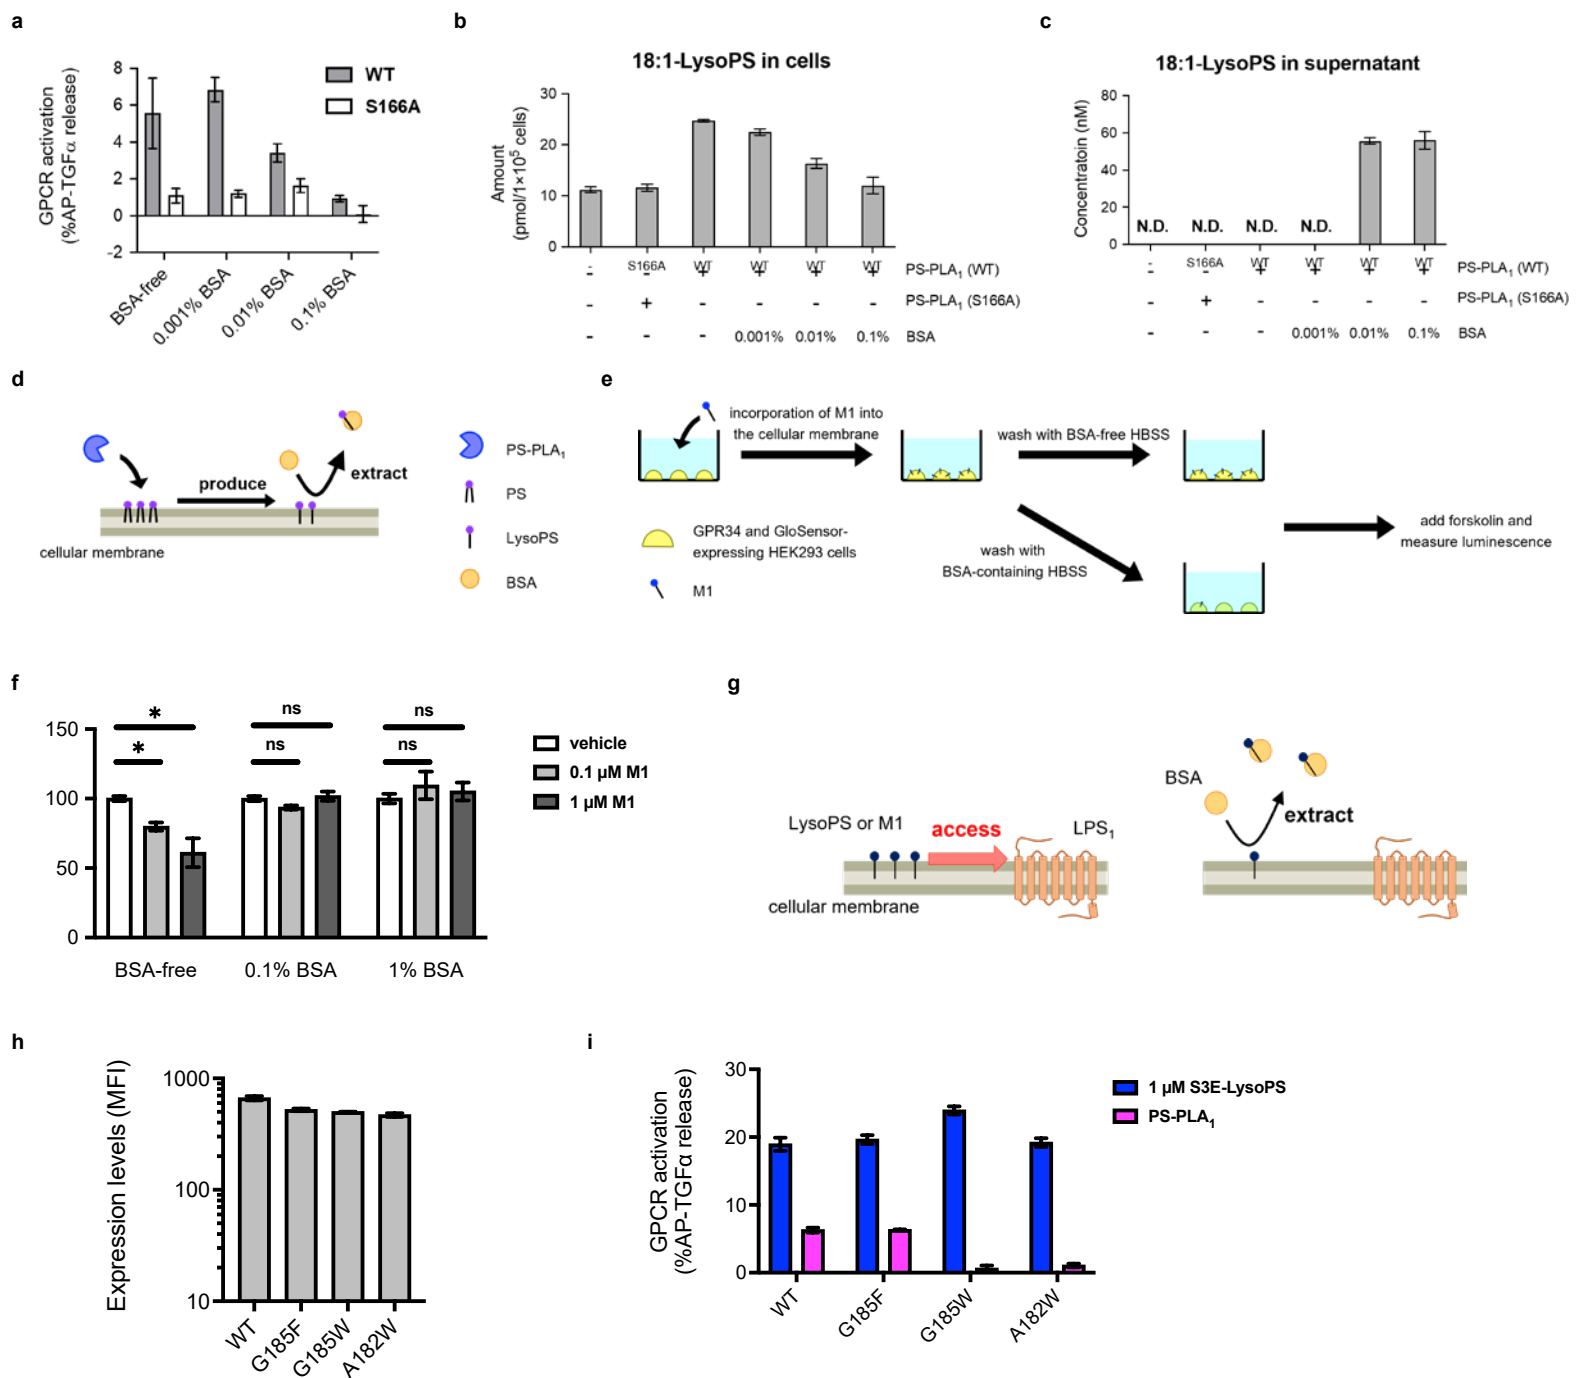 a
8
6
4
2
0
-2
GPCR activation
(%AP-TGFα release)
WT
S166A
BSA-free
0.001% BSA
0.01% BSA
0.1% BSA
b
18:1-LysoPS in cells
30
20
10
0
Amount
(pmol/1×10⁵ cells)
- S166A WT WT WT WT
- - + + + + PS-PLA₁ (WT)
- + - - - - PS-PLA₁ (S166A)
- - - 0.001% 0.01% 0.1% BSA
c
18:1-LysoPS in supernatant
80
60
40
20
0
Concentratoin (nM)
N.D. N.D. N.D. N.D.
- S166A WT WT WT WT
- - + + + + PS-PLA₁ (WT)
- + - - - - PS-PLA₁ (S166A)
- - - 0.001% 0.01% 0.1% BSA
d
produce
extract
cellular membrane
PS-PLA₁
PS
LysoPS
BSA
e
incorporation of M1 into
the cellular membrane
wash with BSA-free HBSS
GPR34 and GloSensor-
expressing HEK293 cells
M1
wash with
BSA-containing HBSS
add forskolin and
measure luminescence
f
150
100
50
0
*
*
ns
ns
ns
ns
BSA-free
0.1% BSA
1% BSA
vehicle
0.1 µM M1
1 µM M1
g
LysoPS or M1
access
LPS₁
cellular membrane
BSA
extract
h
1000
100
10
Expression levels (MFI)
WT
G185F
G185W
A182W
i
30
20
10
0
GPCR activation
(%AP-TGFα release)
WT
G185F
G185W
A182W
1 µM S3E-LysoPS
PS-PLA₁